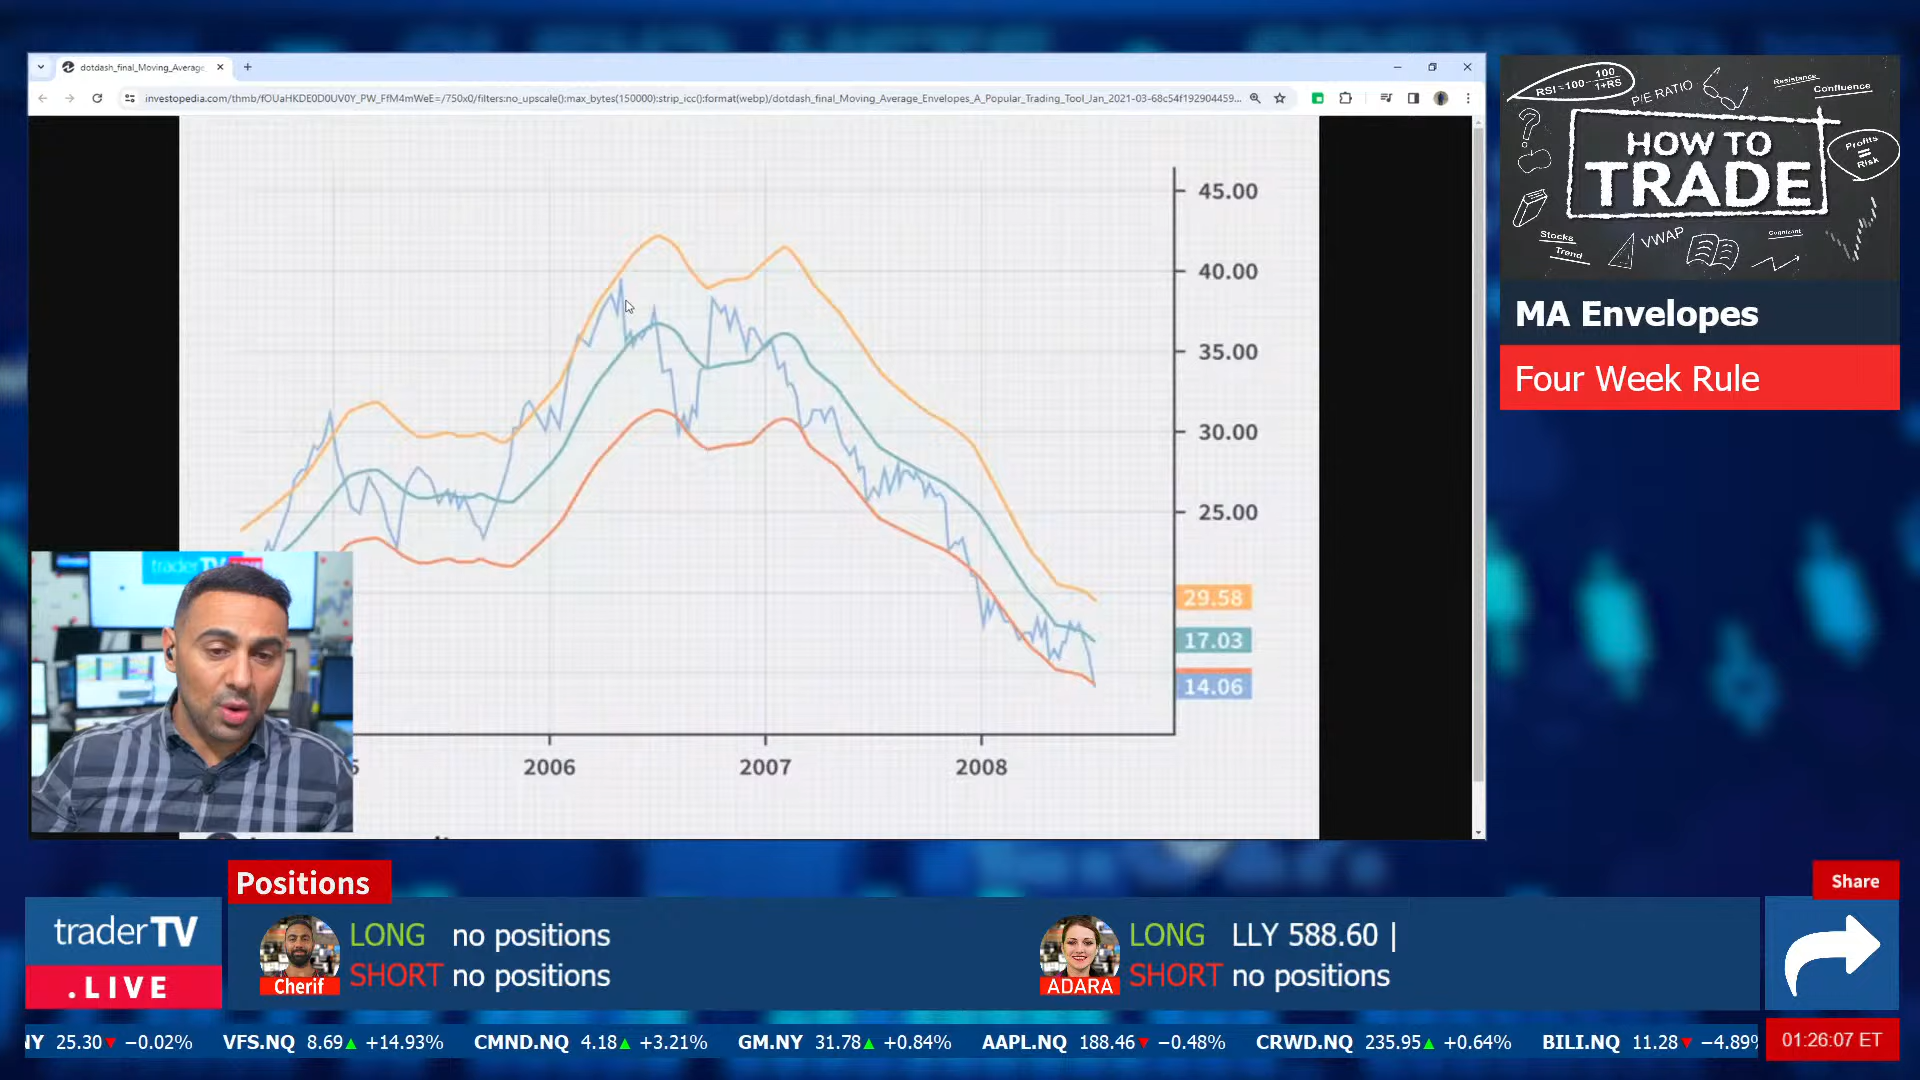 dotdash_final_Moving_Average
investopedia.com/thmb/fOUaHKDE0D0UV0Y_PW_FfM4mWeE=/750x0/filters:no_upscale():max_bytes(150000):strip_icc():format(webp)/dotdash_final_Moving_Average_Envelopes_A_Popular_Trading_Tool_Jan_2021-03-68c54f192904459...
45.00
40.00
35.00
30.00
25.00
29.58
17.03
14.06
2006
2007
2008
traderTV
RSI=100- 100
1+RS
P/E RATIO
Resistance
Confluence
HOW TO
TRADE
Profits
=
Risk
Stocks
Trend
VWAP
MA Envelopes
Four Week Rule
Positions
Share
traderTV
.LIVE
Cherif
LONG no positions
SHORT no positions
ADARA
LONG LLY 588.60 |
SHORT no positions
NY 25.30 −0.02% VFS.NQ 8.69 +14.93% CMND.NQ 4.18 +3.21% GM.NY 31.78 +0.84% AAPL.NQ 188.46 −0.48% CRWD.NQ 235.95 +0.64% BILI.NQ 11.28 −4.89%
01:26:07 ET